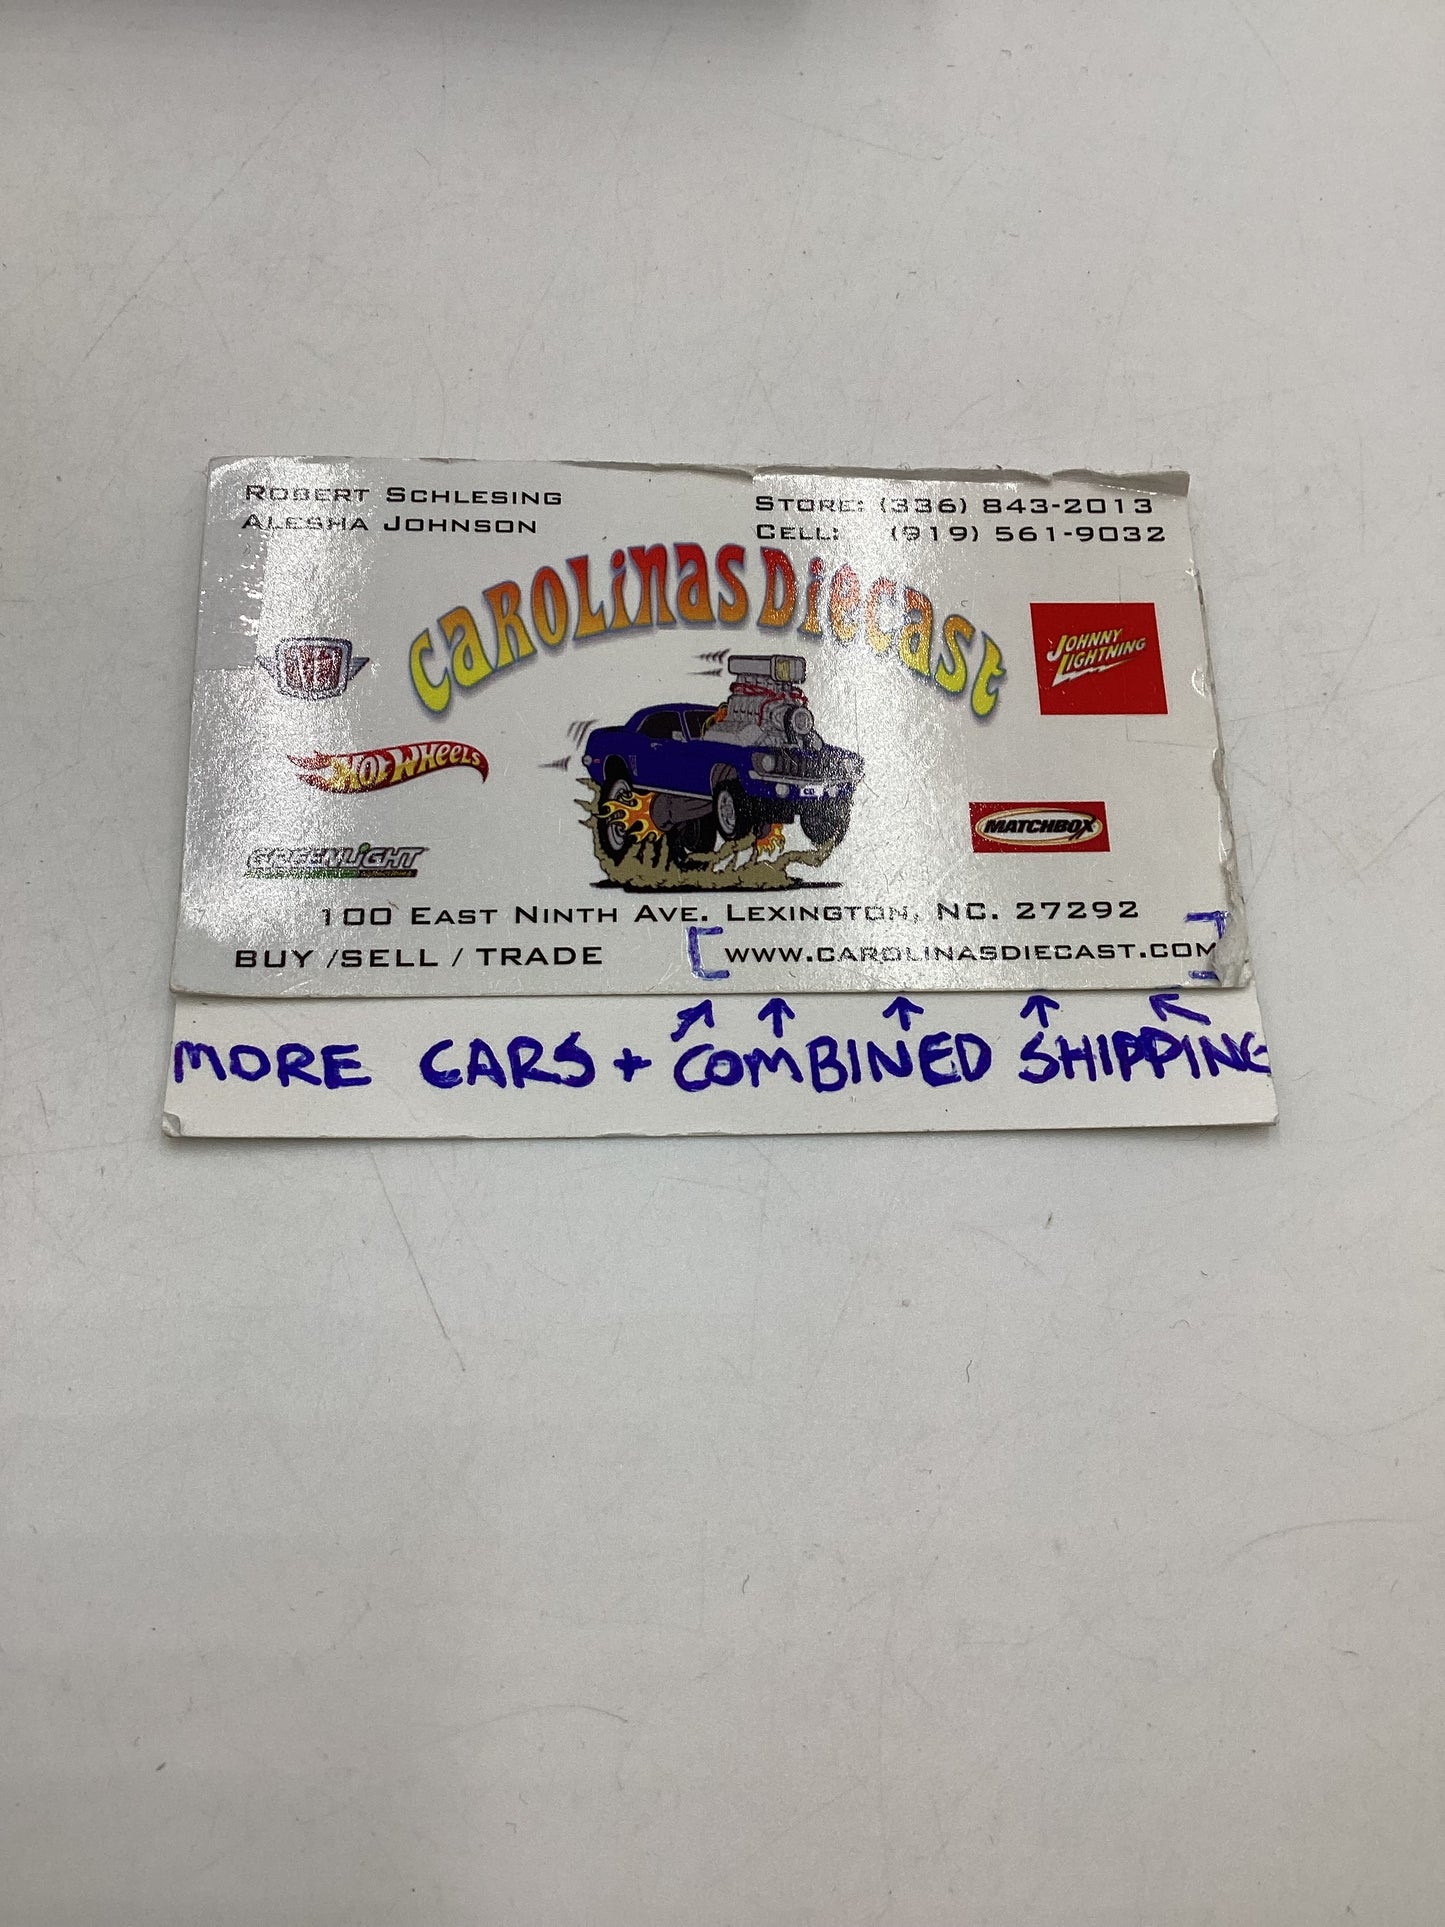 ROBERT SCHLESING
ALESHA JOHNSON
STORE: (336) 843-2013
CELL: (919) 561-9032
CAROLiNAS DiECAST
JOHNNY
LIGHTNING
HOT WHEELS
MATCHBOX
GREENLiGHT
100 EAST NINTH AVE. LEXINGTON, NC. 27292
BUY /SELL / TRADE
WWW.CAROLINASDIECAST.COM
MORE CARS + COMBINED SHIPPING